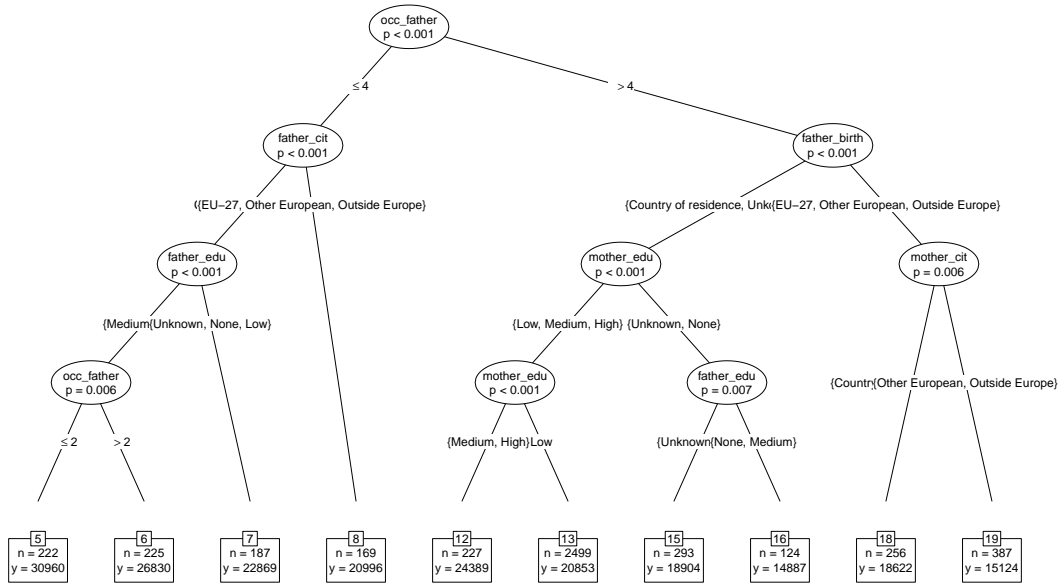 occ_father
p < 0.001
≤ 4
> 4
father_cit
p < 0.001
father_birth
p < 0.001
{EU−27, Other European, Outside Europe}
{Country of residence, Unk
{EU−27, Other European, Outside Europe}
father_edu
p < 0.001
mother_edu
p < 0.001
mother_cit
p = 0.006
{Medium
{Unknown, None, Low}
{Low, Medium, High}
{Unknown, None}
occ_father
p = 0.006
mother_edu
p < 0.001
father_edu
p = 0.007
{Countr
{Other European, Outside Europe}
≤ 2
> 2
{Medium, High}
Low
{Unknown
{None, Medium}
5
n = 222
y = 30960
6
n = 225
y = 26830
7
n = 187
y = 22869
8
n = 169
y = 20996
12
n = 227
y = 24389
13
n = 2499
y = 20853
15
n = 293
y = 18904
16
n = 124
y = 14887
18
n = 256
y = 18622
19
n = 387
y = 15124